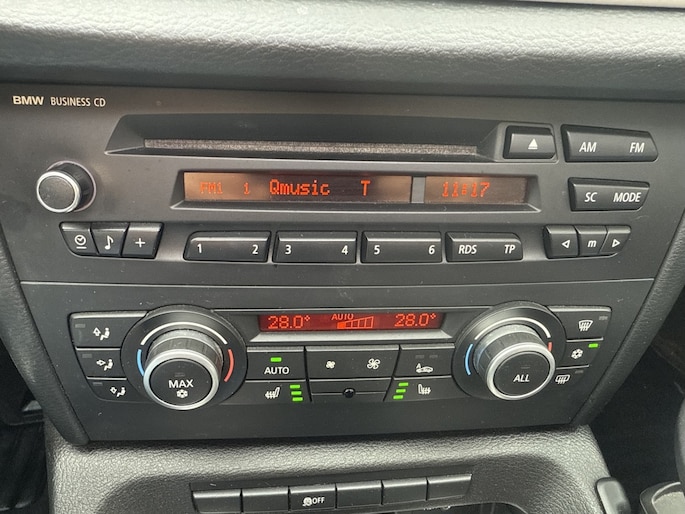 BMW BUSINESS CD
AM FM
FM1 1 Qmusic T 11:17
SC MODE
1 2 3 4 5 6 RDS TP m
28.0° AUTO 28.0°
MAX AUTO ALL
OFF